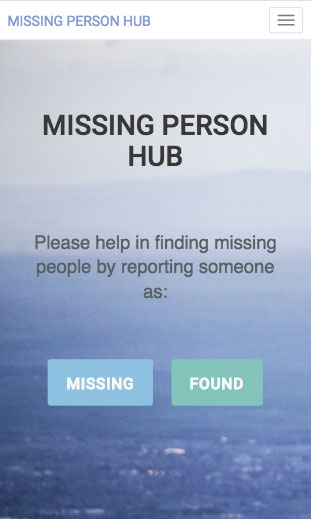 MISSING PERSON HUB
MISSING PERSON
HUB
Please help in finding missing
people by reporting someone
as:
MISSING
FOUND